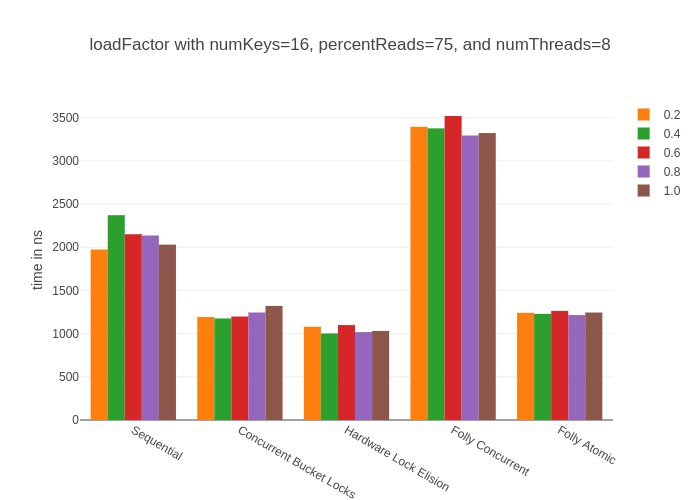 loadFactor with numKeys=16, percentReads=75, and numThreads=8
time in ns
3500
3000
2500
2000
1500
1000
500
0
Sequential
Concurrent Bucket Locks
Hardware Lock Elision
Folly Concurrent
Folly Atomic
0.2
0.4
0.6
0.8
1.0